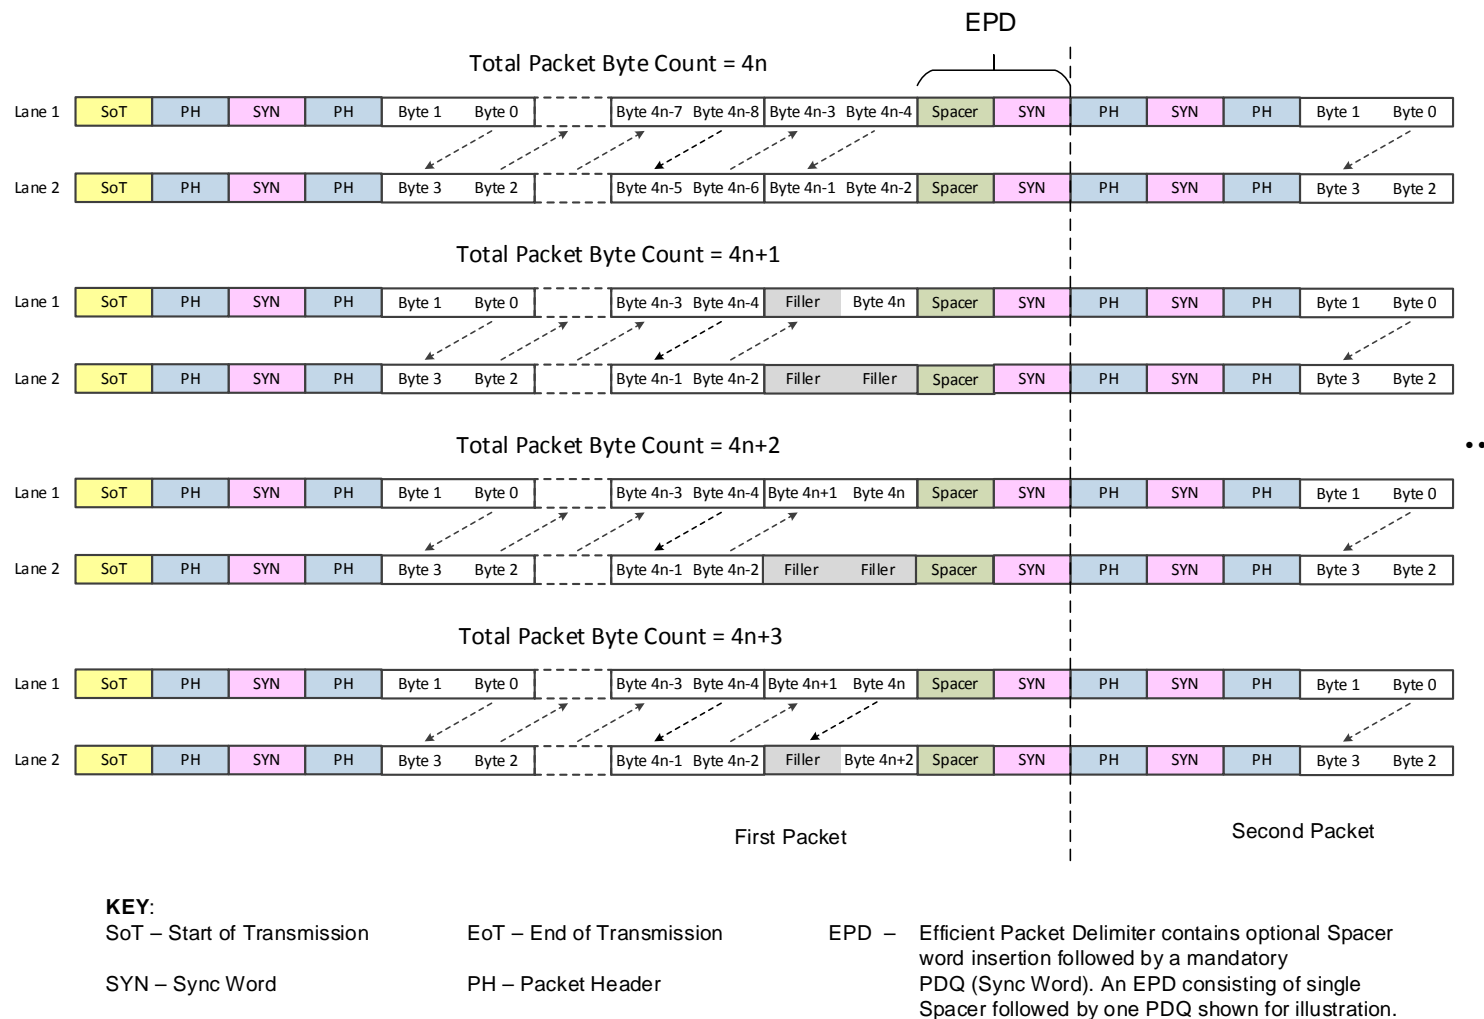 EPD
Total Packet Byte Count = 4n
Lane 1 SoT PH SYN PH Byte 1 Byte 0 Byte 4n-7 Byte 4n-8 Byte 4n-3 Byte 4n-4 Spacer SYN PH SYN PH Byte 1 Byte 0
Lane 2 SoT PH SYN PH Byte 3 Byte 2 Byte 4n-5 Byte 4n-6 Byte 4n-1 Byte 4n-2 Spacer SYN PH SYN PH Byte 3 Byte 2
Total Packet Byte Count = 4n+1
Lane 1 SoT PH SYN PH Byte 1 Byte 0 Byte 4n-3 Byte 4n-4 Filler Byte 4n Spacer SYN PH SYN PH Byte 1 Byte 0
Lane 2 SoT PH SYN PH Byte 3 Byte 2 Byte 4n-1 Byte 4n-2 Filler Filler Spacer SYN PH SYN PH Byte 3 Byte 2
Total Packet Byte Count = 4n+2
Lane 1 SoT PH SYN PH Byte 1 Byte 0 Byte 4n-3 Byte 4n-4 Byte 4n+1 Byte 4n Spacer SYN PH SYN PH Byte 1 Byte 0
Lane 2 SoT PH SYN PH Byte 3 Byte 2 Byte 4n-1 Byte 4n-2 Filler Filler Spacer SYN PH SYN PH Byte 3 Byte 2
Total Packet Byte Count = 4n+3
Lane 1 SoT PH SYN PH Byte 1 Byte 0 Byte 4n-3 Byte 4n-4 Byte 4n+1 Byte 4n Spacer SYN PH SYN PH Byte 1 Byte 0
Lane 2 SoT PH SYN PH Byte 3 Byte 2 Byte 4n-1 Byte 4n-2 Filler Byte 4n+2 Spacer SYN PH SYN PH Byte 3 Byte 2
First Packet Second Packet
KEY:
SoT – Start of Transmission EoT – End of Transmission EPD – Efficient Packet Delimiter contains optional Spacer
word insertion followed by a mandatory
SYN – Sync Word PH – Packet Header PDQ (Sync Word). An EPD consisting of single
Spacer followed by one PDQ shown for illustration.